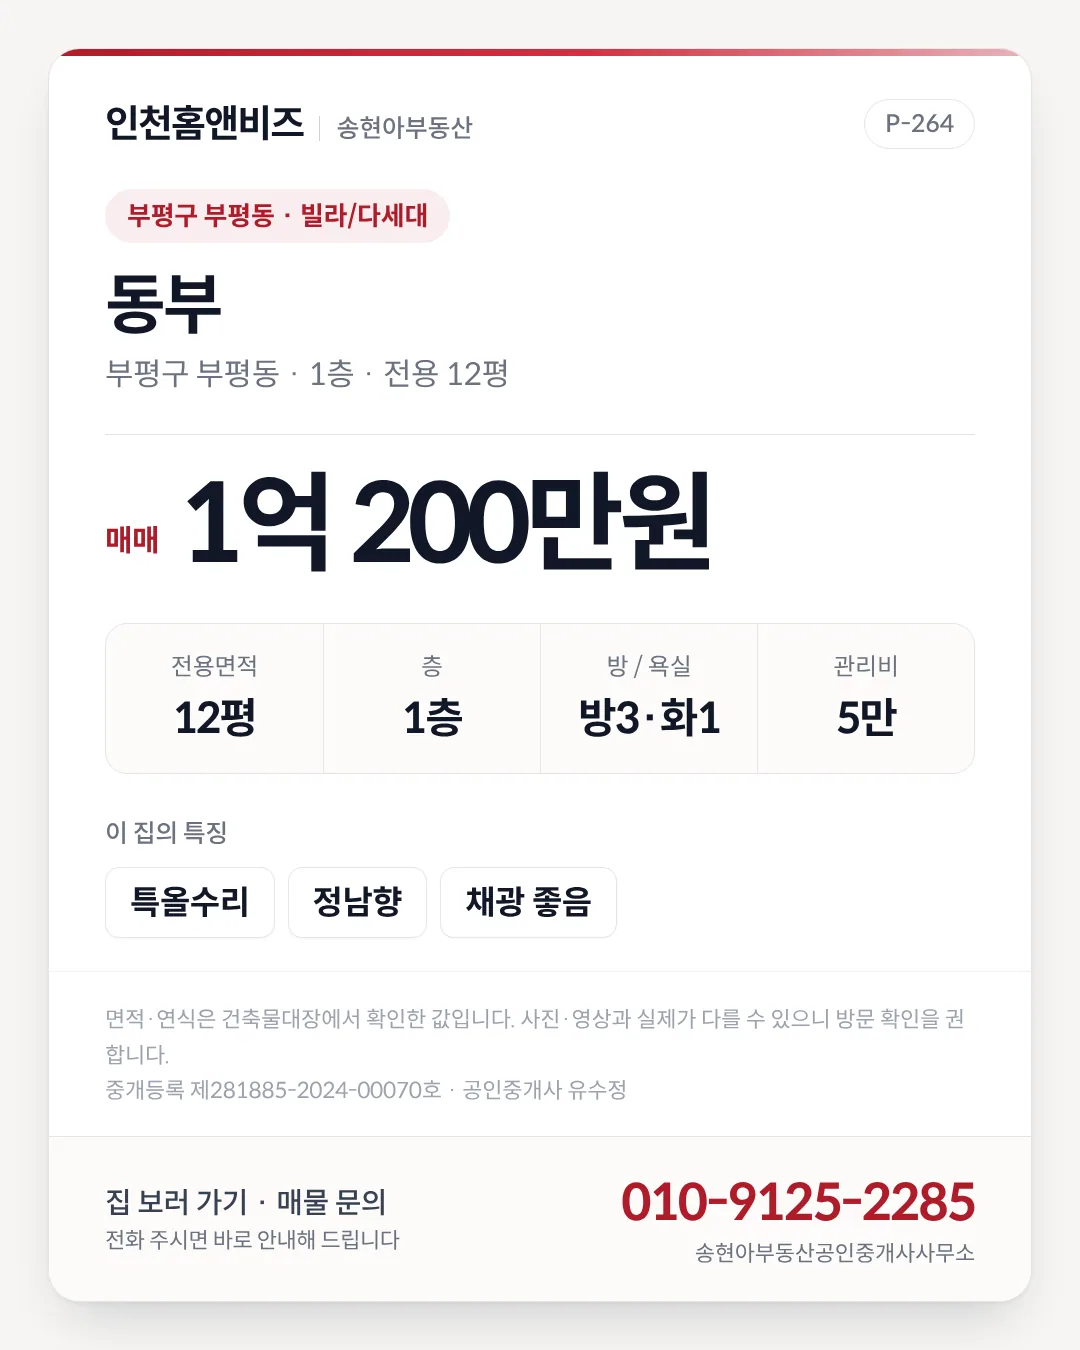 인천홈앤비즈 | 송현아부동산
P-264
부평구 부평동 · 빌라/다세대
동부
부평구 부평동 · 1층 · 전용 12평
매매 1억 200만원
전용면적
12평
층
1층
방 / 욕실
방3·화1
관리비
5만
이 집의 특징
특올수리
정남향
채광 좋음
면적·연식은 건축물대장에서 확인한 값입니다. 사진·영상과 실제가 다를 수 있으니 방문 확인을 권
합니다.
중개등록 제281885-2024-00070호 · 공인중개사 유수정
집 보러 가기 · 매물 문의
전화 주시면 바로 안내해 드립니다
010-9125-2285
송현아부동산공인중개사사무소